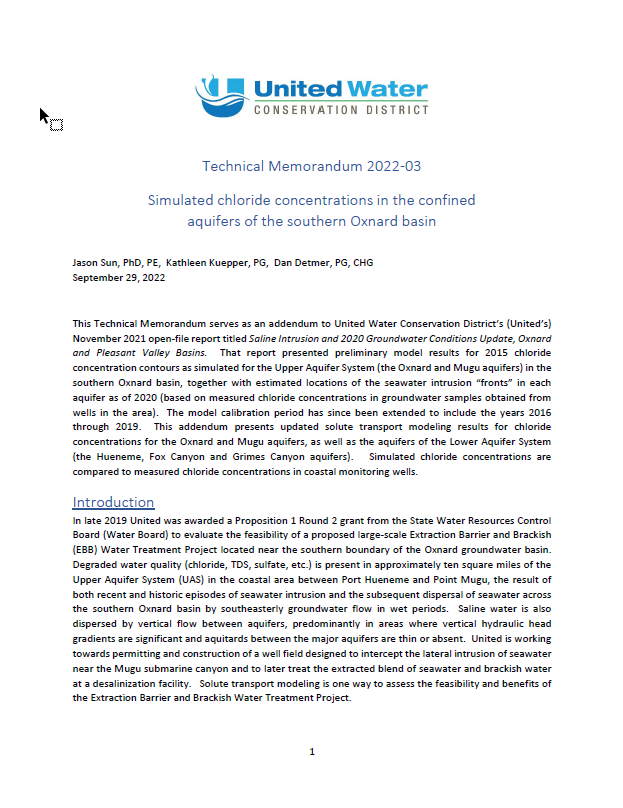 United Water
CONSERVATION DISTRICT
Technical Memorandum 2022-03
Simulated chloride concentrations in the confined
aquifers of the southern Oxnard basin
Jason Sun, PhD, PE, Kathleen Kuepper, PG, Dan Detmer, PG, CHG
September 29, 2022
This Technical Memorandum serves as an addendum to United Water Conservation District's (United's)
November 2021 open-file report titled Saline Intrusion and 2020 Groundwater Conditions Update, Oxnard
and Pleasant Valley Basins. That report presented preliminary model results for 2015 chloride
concentration contours as simulated for the Upper Aquifer System (the Oxnard and Mugu aquifers) in the
southern Oxnard basin, together with estimated locations of the seawater intrusion “fronts” in each
aquifer as of 2020 (based on measured chloride concentrations in groundwater samples obtained from
wells in the area). The model calibration period has since been extended to include the years 2016
through 2019. This addendum presents updated solute transport modeling results for chloride
concentrations for the Oxnard and Mugu aquifers, as well as the aquifers of the Lower Aquifer System
(the Hueneme, Fox Canyon and Grimes Canyon aquifers). Simulated chloride concentrations are
compared to measured chloride concentrations in coastal monitoring wells.
Introduction
In late 2019 United was awarded a Proposition 1 Round 2 grant from the State Water Resources Control
Board (Water Board) to evaluate the feasibility of a proposed large-scale Extraction Barrier and Brackish
(EBB) Water Treatment Project located near the southern boundary of the Oxnard groundwater basin.
Degraded water quality (chloride, TDS, sulfate, etc.) is present in approximately ten square miles of the
Upper Aquifer System (UAS) in the coastal area between Port Hueneme and Point Mugu, the result of
both recent and historic episodes of seawater intrusion and the subsequent dispersal of seawater across
the southern Oxnard basin by southeasterly groundwater flow in wet periods. Saline water is also
dispersed by vertical flow between aquifers, predominantly in areas where vertical hydraulic head
gradients are significant and aquitards between the major aquifers are thin or absent. United is working
towards permitting and construction of a well field designed to intercept the lateral intrusion of seawater
near the Mugu submarine canyon and to later treat the extracted blend of seawater and brackish water
at a desalinization facility. Solute transport modeling is one way to assess the feasibility and benefits of
the Extraction Barrier and Brackish Water Treatment Project.
1